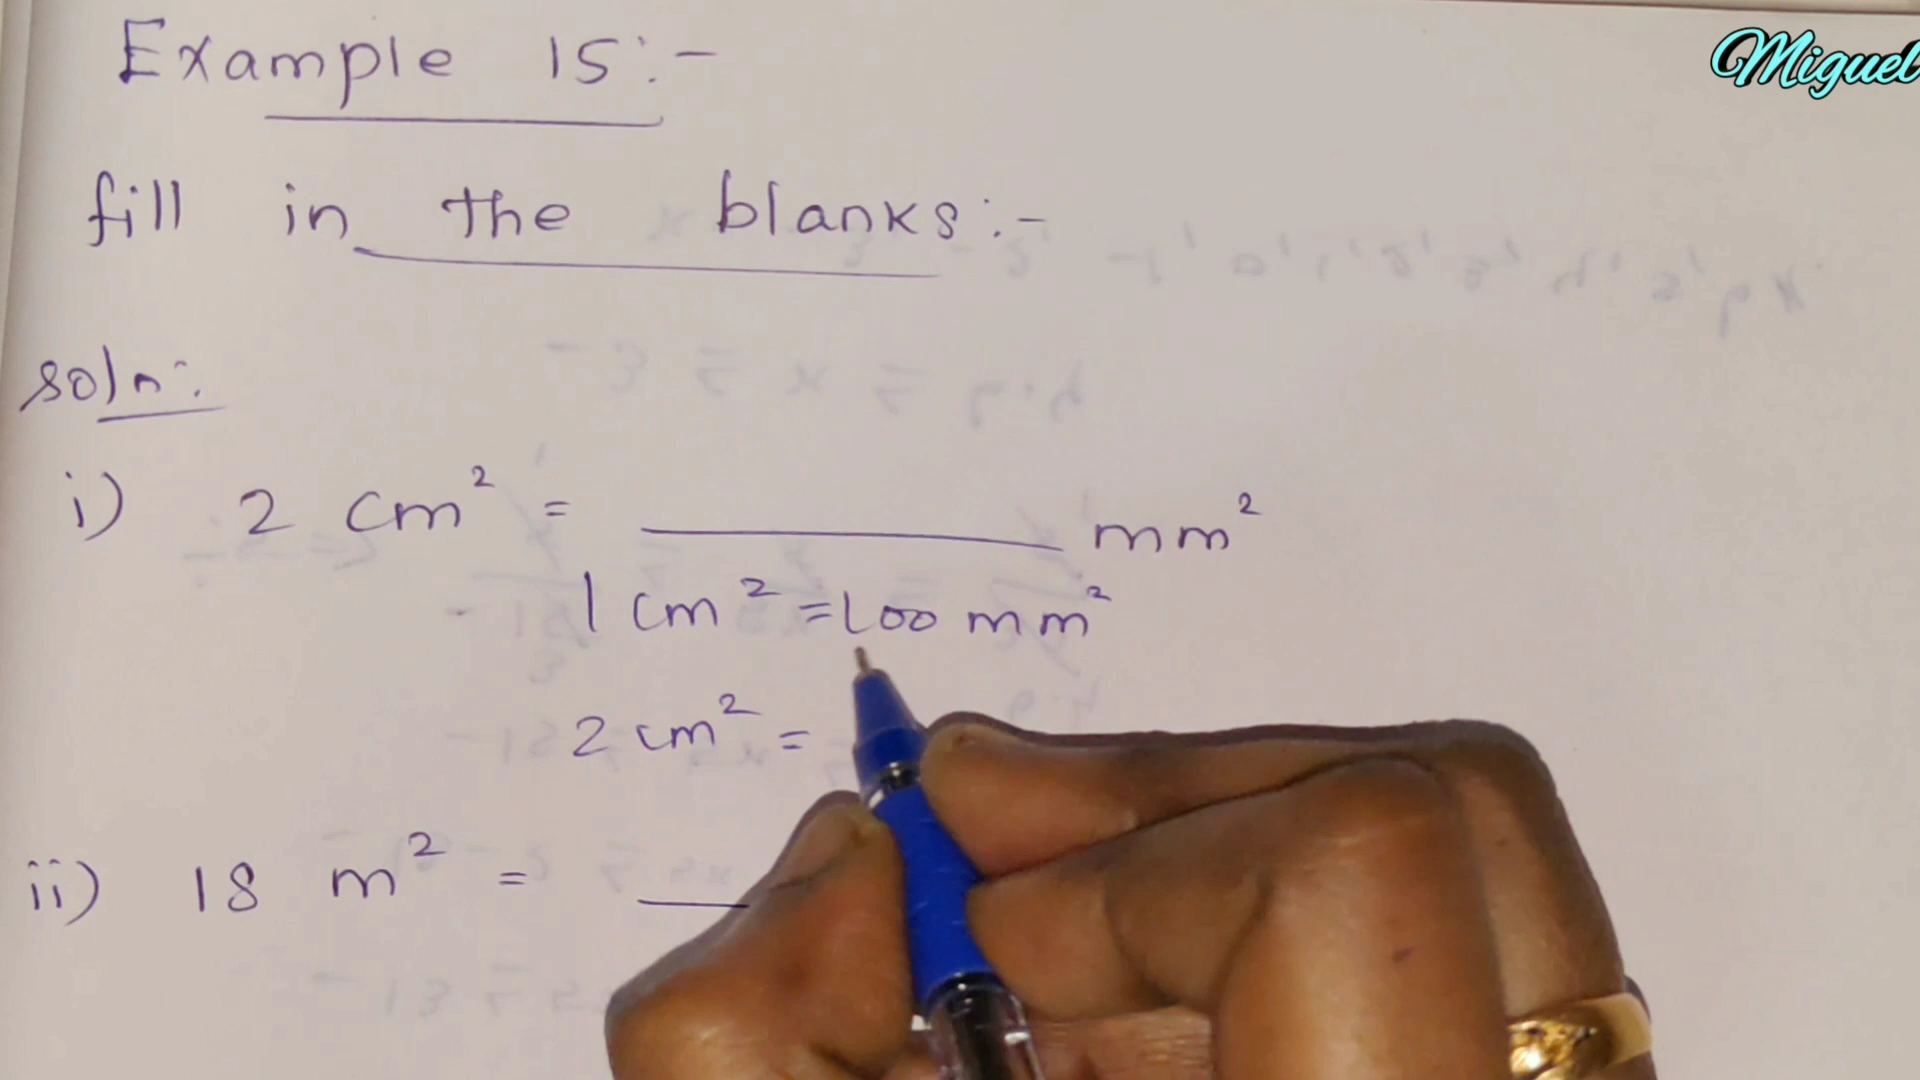 Example 15:-
Miguel
fill in the blanks:-
soln:
i) 2 cm² = ________ mm²
1 cm² = 100 mm²
2 cm² =
ii) 18 m² = __